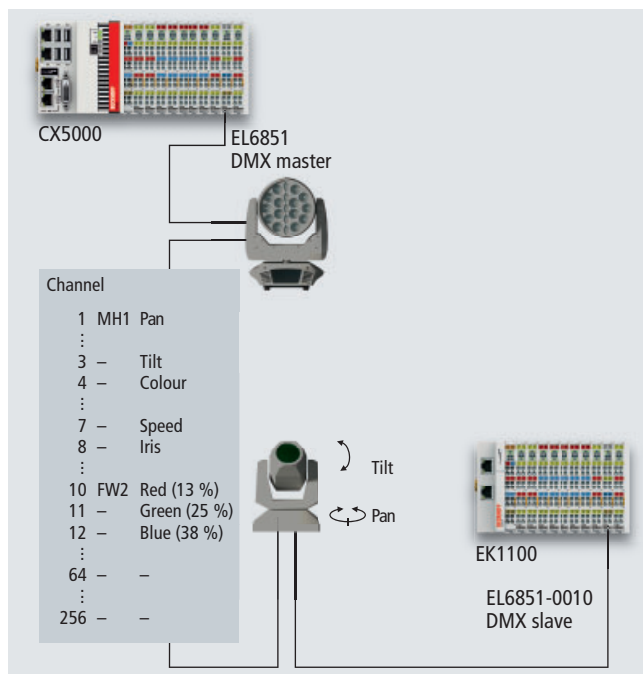 CX5000
EL6851
DMX master
Channel
1 MH1 Pan
⋮
3 – Tilt
4 – Colour
⋮
7 – Speed
8 – Iris
⋮
10 FW2 Red (13 %)
11 – Green (25 %)
12 – Blue (38 %)
⋮
64 – –
⋮
256 – –
Tilt
Pan
EK1100
EL6851-0010
DMX slave